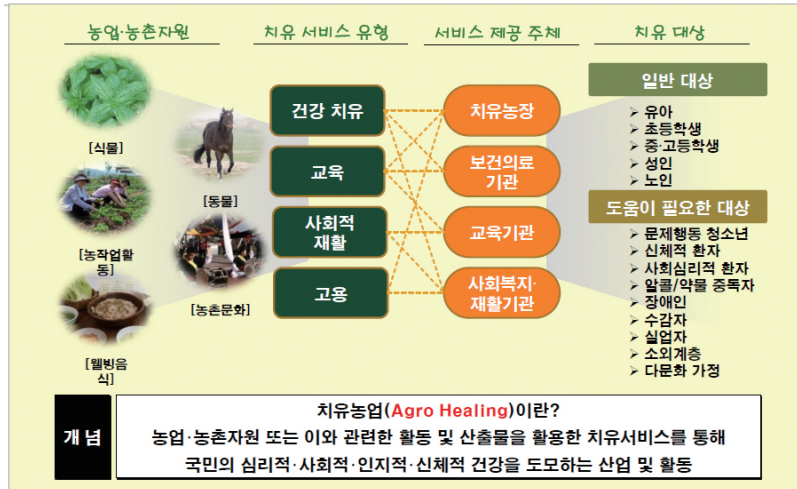 농업·농촌자원
치유 서비스 유형
서비스 제공 주체
치유 대상
[식물]
[동물]
[농작업활
동]
[농촌문화]
[웰빙음
식]
건강 치유
교육
사회적
재활
고용
치유농장
보건의료
기관
교육기관
사회복지·
재활기관
일반 대상
➢ 유아
➢ 초등학생
➢ 중·고등학생
➢ 성인
➢ 노인
도움이 필요한 대상
➢ 문제행동 청소년
➢ 신체적 환자
➢ 사회심리적 환자
➢ 알콜/약물 중독자
➢ 장애인
➢ 수감자
➢ 실업자
➢ 소외계층
➢ 다문화 가정
개 념
치유농업(Agro Healing)이란?
농업·농촌자원 또는 이와 관련한 활동 및 산출물을 활용한 치유서비스를 통해
국민의 심리적·사회적·인지적·신체적 건강을 도모하는 산업 및 활동